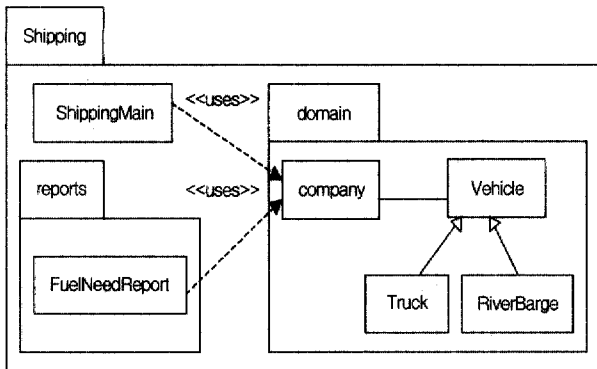 Shipping
ShippingMain
<<uses>>
domain
reports
<<uses>>
company
Vehicle
FuelNeedReport
Truck
RiverBarge